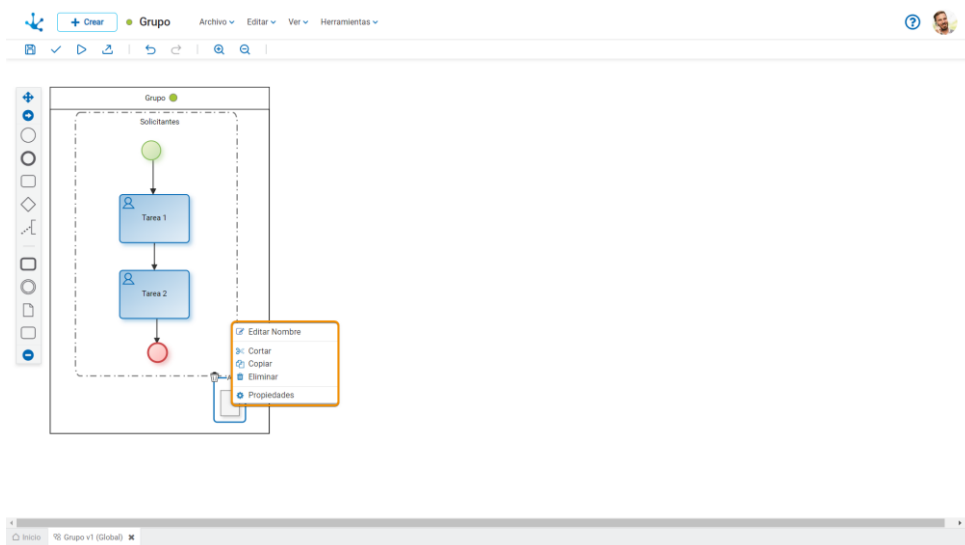 + Crear
Grupo
Archivo
Editar
Ver
Herramientas
Grupo
Solicitantes
Tarea 1
Tarea 2
Editar Nombre
Cortar
Copiar
Eliminar
Propiedades
Inicio
Grupo v1 (Global)